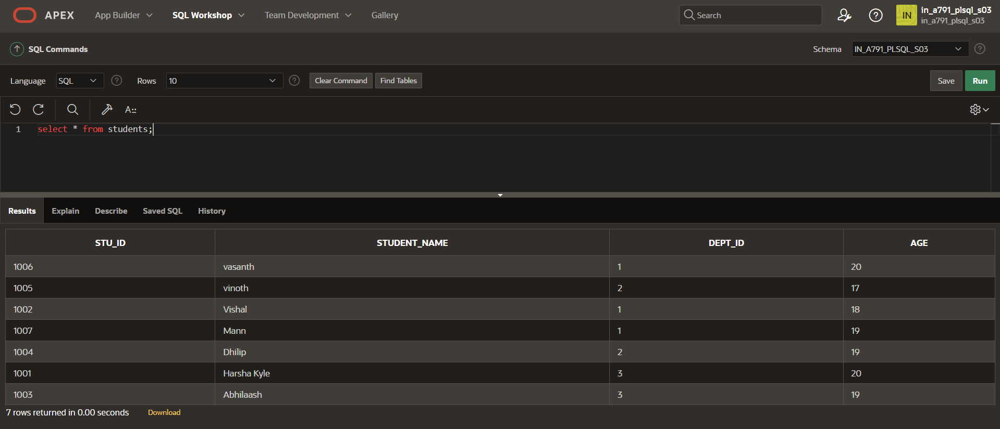 APEX App Builder SQL Workshop Team Development Gallery Search IN in_a791_plsql_s03
in_a791_plsql_s03
SQL Commands Schema IN_A791_PLSQL_S03
Language SQL Rows 10 Clear Command Find Tables Save Run
A::
1 select * from students;
Results Explain Describe Saved SQL History
STU_ID STUDENT_NAME DEPT_ID AGE
1006 vasanth 1 20
1005 vinoth 2 17
1002 Vishal 1 18
1007 Mann 1 19
1004 Dhilip 2 19
1001 Harsha Kyle 3 20
1003 Abhilaash 3 19
7 rows returned in 0.00 seconds Download